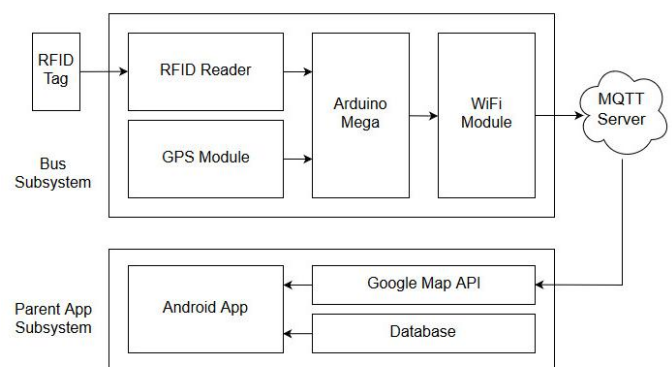 RFID
Tag
RFID Reader
GPS Module
Arduino
Mega
WiFi
Module
MQTT
Server
Bus
Subsystem
Parent App
Subsystem
Android App
Google Map API
Database